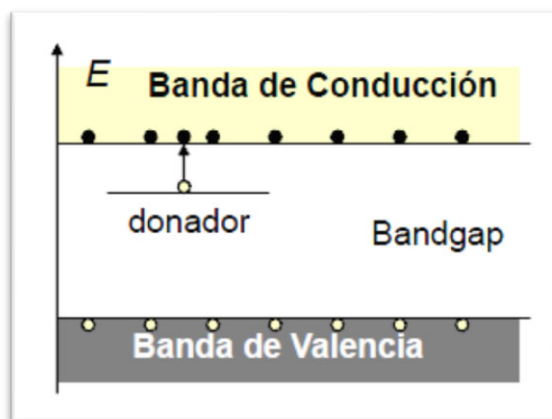 E
Banda de Conducción
donador
Bandgap
Banda de Valencia